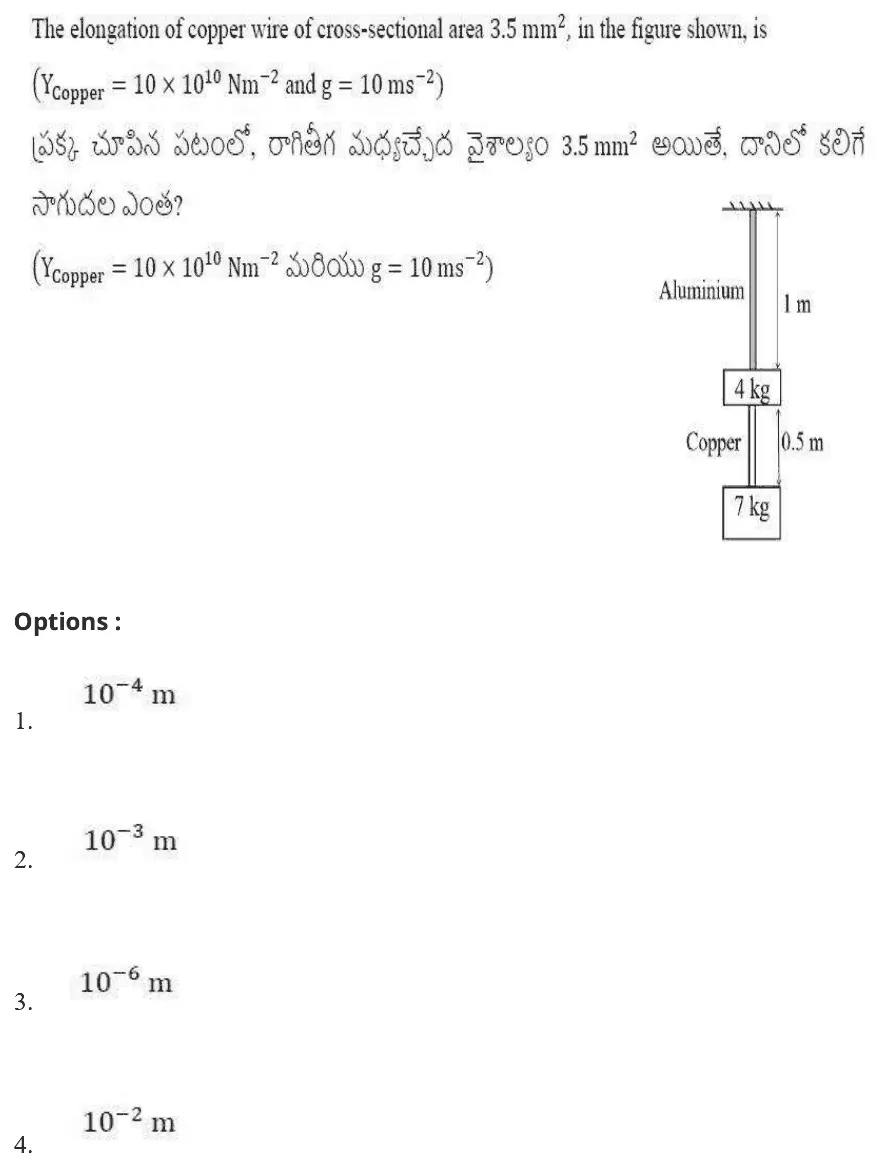 The elongation of copper wire of cross-sectional area 3.5 mm², in the figure shown, is
(Y_Copper = 10 × 10¹⁰ Nm⁻² and g = 10 ms⁻²)
ప్రక్క చూపిన పటంలో, రాగితీగ మధ్యచ్ఛేద వైశాల్యం 3.5 mm² అయితే, దానిలో కలిగే
సాగుదల ఎంత?
(Y_Copper = 10 × 10¹⁰ Nm⁻² మరియు g = 10 ms⁻²)
Aluminium
1 m
4 kg
Copper
0.5 m
7 kg
Options :
1. 10⁻⁴ m
2. 10⁻³ m
3. 10⁻⁶ m
4. 10⁻² m